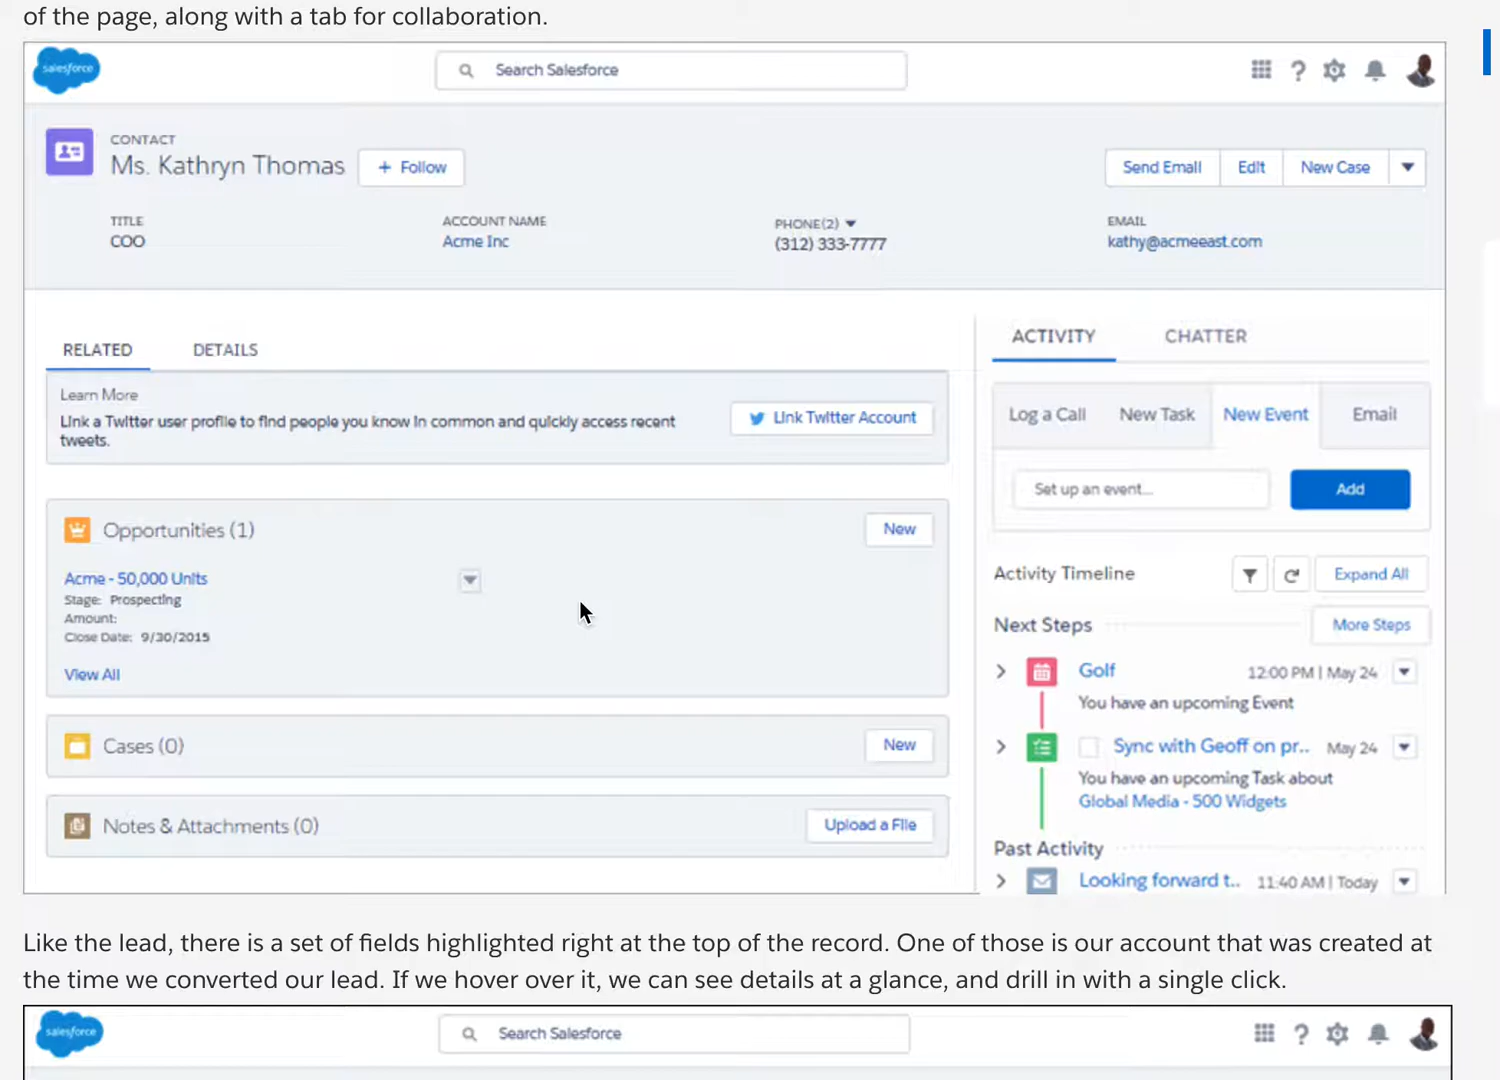 of the page, along with a tab for collaboration.
salesforce
Search Salesforce
?
CONTACT
Ms. Kathryn Thomas
+ Follow
Send Email
Edit
New Case
TITLE
COO
ACCOUNT NAME
Acme Inc
PHONE(2)
(312) 333-7777
EMAIL
kathy@acmeeast.com
RELATED
DETAILS
Learn More
Link a Twitter user profile to find people you know in common and quickly access recent
tweets.
Link Twitter Account
Opportunities (1)
New
Acme - 50,000 Units
Stage: Prospecting
Amount:
Close Date: 9/30/2015
View All
Cases (0)
New
Notes & Attachments (0)
Upload a File
ACTIVITY
CHATTER
Log a Call
New Task
New Event
Email
Set up an event...
Add
Activity Timeline
Expand All
Next Steps
More Steps
Golf
12:00 PM | May 24
You have an upcoming Event
Sync with Geoff on pr..
May 24
You have an upcoming Task about
Global Media - 500 Widgets
Past Activity
Looking forward t..
11:40 AM | Today
Like the lead, there is a set of fields highlighted right at the top of the record. One of those is our account that was created at
the time we converted our lead. If we hover over it, we can see details at a glance, and drill in with a single click.
salesforce
Search Salesforce
?